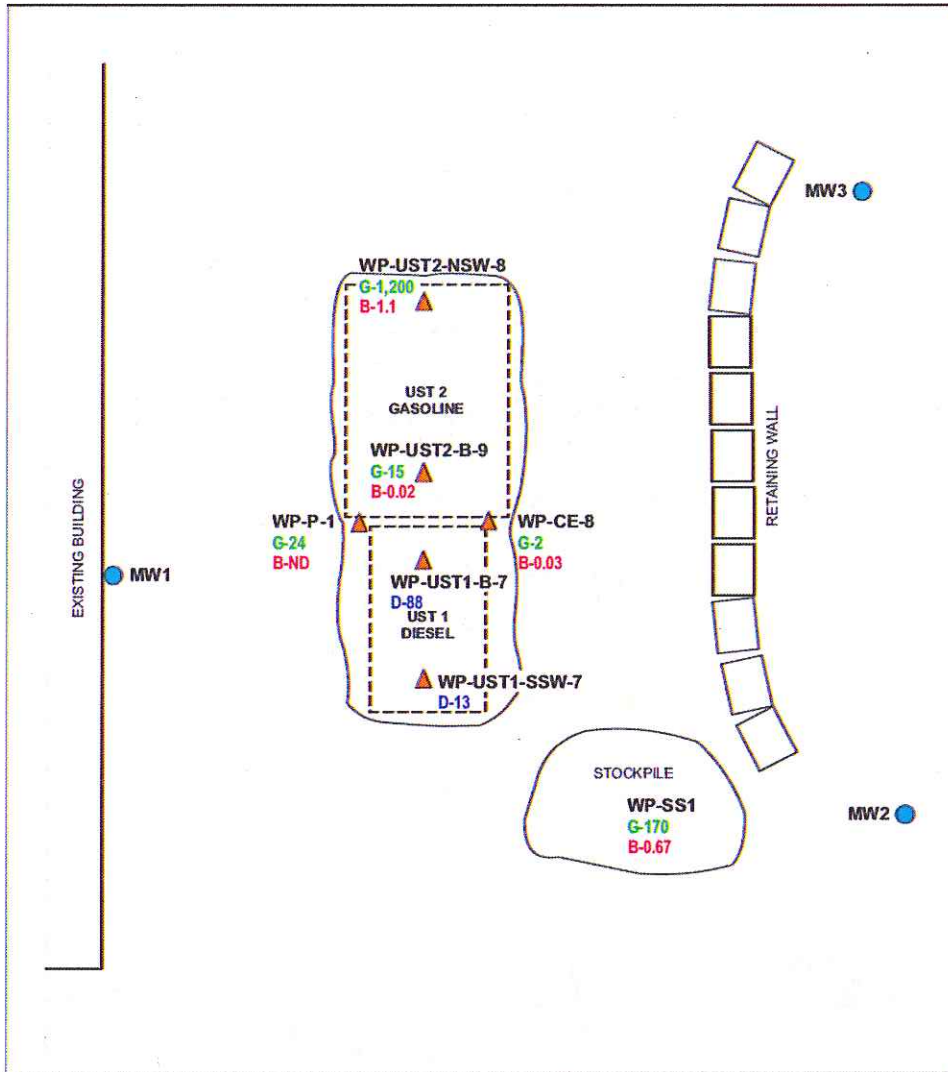 MW3
WP-UST2-NSW-8
G-1,200
B-1.1
UST 2
GASOLINE
WP-UST2-B-9
G-15
B-0.02
WP-P-1
G-24
B-ND
WP-CE-8
G-2
B-0.03
RETAINING WALL
EXISTING BUILDING
MW1
WP-UST1-B-7
D-88
UST 1
DIESEL
WP-UST1-SSW-7
D-13
STOCKPILE
WP-SS1
G-170
B-0.67
MW2